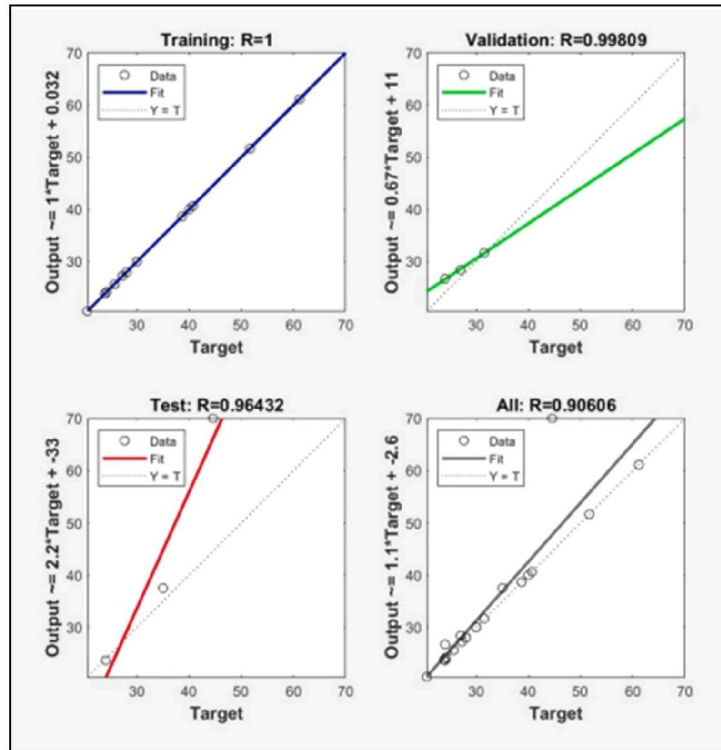 Training: R=1
Output ~= 1*Target + 0.032
70
60
50
40
30
Data
Fit
Y = T
30 40 50 60 70
Target
Validation: R=0.99809
Output ~= 0.67*Target + 11
70
60
50
40
30
Data
Fit
Y = T
30 40 50 60 70
Target
Test: R=0.96432
Output ~= 2.2*Target + -33
70
60
50
40
30
Data
Fit
Y = T
30 40 50 60 70
Target
All: R=0.90606
Output ~= 1.1*Target + -2.6
70
60
50
40
30
Data
Fit
Y = T
30 40 50 60 70
Target